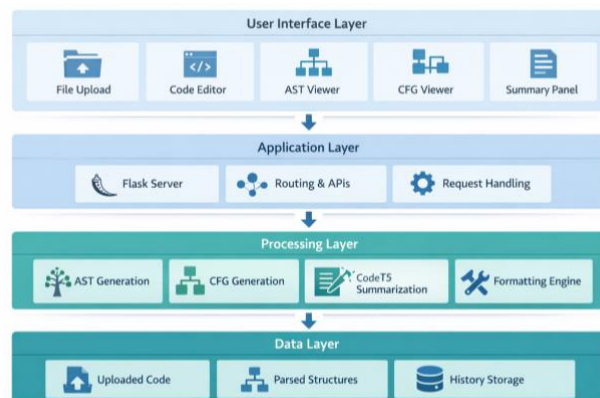 User Interface Layer
File Upload
</>
Code Editor
AST Viewer
CFG Viewer
Summary Panel
Application Layer
Flask Server
Routing & APIs
Request Handling
Processing Layer
AST Generation
CFG Generation
CodeT5
Summarization
Formatting Engine
Data Layer
Uploaded Code
Parsed Structures
History Storage